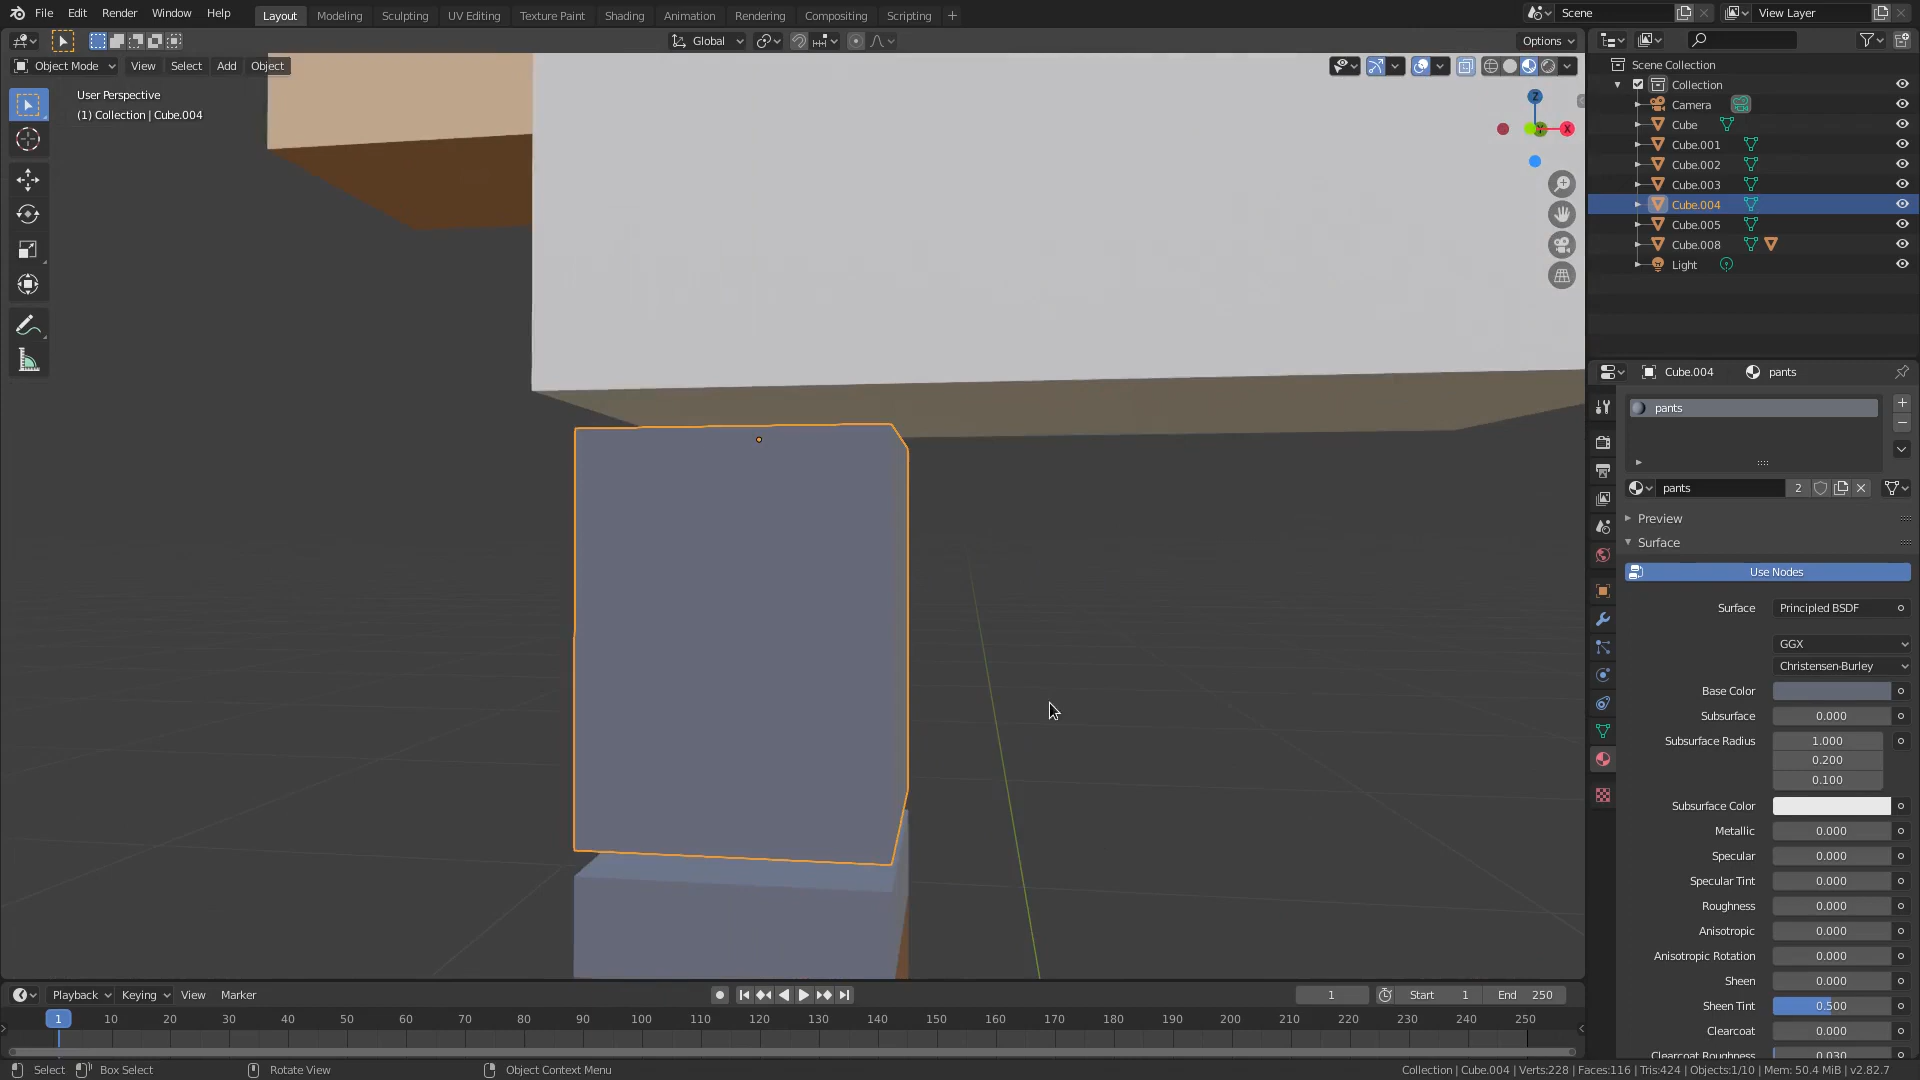 File Edit Render Window Help Layout Modeling Sculpting UV Editing Texture Paint Shading Animation Rendering Compositing Scripting + Scene View Layer
Global Options
Object Mode View Select Add Object
User Perspective
(1) Collection | Cube.004
Z
Y
X
Scene Collection
Collection
Camera
Cube
Cube.001
Cube.002
Cube.003
Cube.004
Cube.005
Cube.008
Light
Cube.004 pants
pants
pants 2
Preview
Surface
Use Nodes
Surface Principled BSDF
GGX
Christensen-Burley
Base Color
Subsurface 0.000
Subsurface Radius 1.000
0.200
0.100
Subsurface Color
Metallic 0.000
Specular 0.000
Specular Tint 0.000
Roughness 0.000
Anisotropic 0.000
Anisotropic Rotation 0.000
Sheen 0.000
Sheen Tint 0.500
Clearcoat 0.000
Clearcoat Roughness 0.030
Playback Keying View Marker 1 Start 1 End 250
1 10 20 30 40 50 60 70 80 90 100 110 120 130 140 150 160 170 180 190 200 210 220 230 240 250
Select Box Select Rotate View Object Context Menu Collection | Cube.004 | Verts:228 | Faces:116 | Tris:424 | Objects:1/10 | Mem: 50.4 MiB | v2.82.7